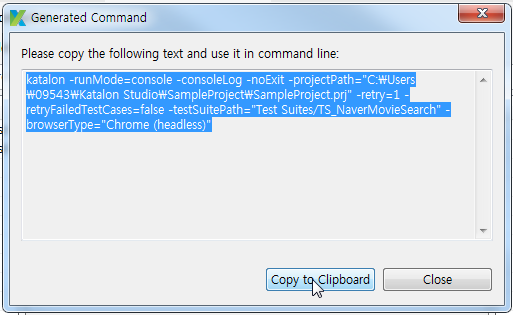 Generated Command
Please copy the following text and use it in command line:
katalon -runMode=console -consoleLog -noExit -projectPath="C:₩Users
₩09543₩Katalon Studio₩SampleProject₩SampleProject.prj" -retry=1 -
retryFailedTestCases=false -testSuitePath="Test Suites/TS_NaverMovieSearch" -
browserType="Chrome (headless)"
Copy to Clipboard
Close